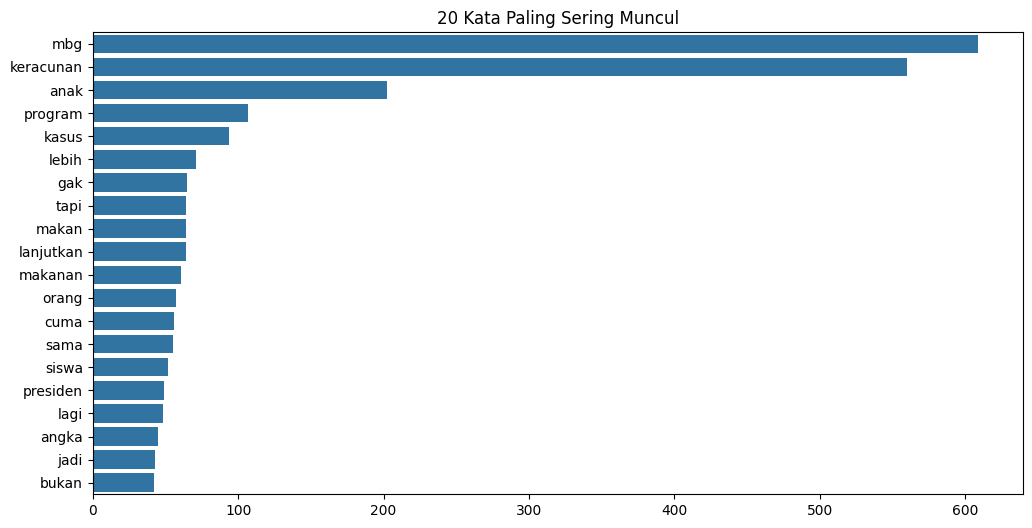 20 Kata Paling Sering Muncul
mbg
keracunan
anak
program
kasus
lebih
gak
tapi
makan
lanjutkan
makanan
orang
cuma
sama
siswa
presiden
lagi
angka
jadi
bukan
0 100 200 300 400 500 600